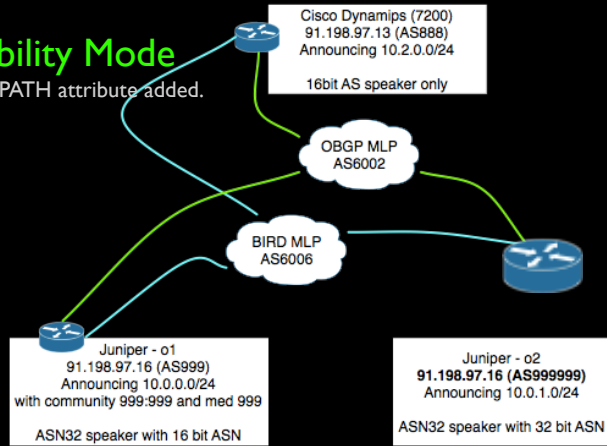 bility Mode
PATH attribute added.
Cisco Dynamips (7200)
91.198.97.13 (AS888)
Announcing 10.2.0.0/24
16bit AS speaker only
OBGP MLP
AS6002
BIRD MLP
AS6006
Juniper - o1
91.198.97.16 (AS999)
Announcing 10.0.0.0/24
with community 999:999 and med 999
ASN32 speaker with 16 bit ASN
Juniper - o2
91.198.97.16 (AS999999)
Announcing 10.0.1.0/24
ASN32 speaker with 32 bit ASN